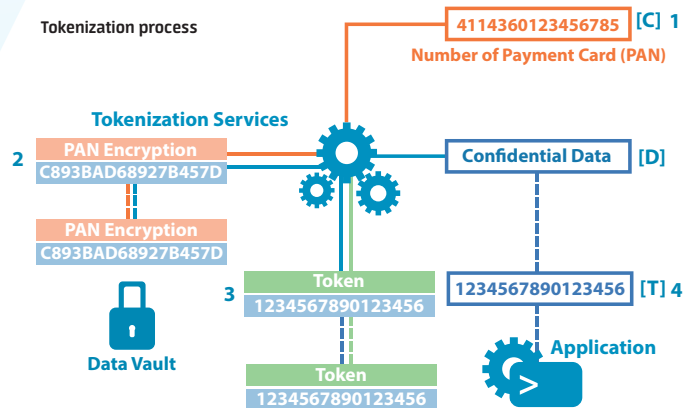 Tokenization process
4114360123456785 [C] 1
Number of Payment Card (PAN)
Tokenization Services
2 PAN Encryption
C893BAD68927B457D
Confidential Data [D]
PAN Encryption
C893BAD68927B457D
3 Token
1234567890123456
1234567890123456 [T] 4
Data Vault
Application
>
Token
1234567890123456